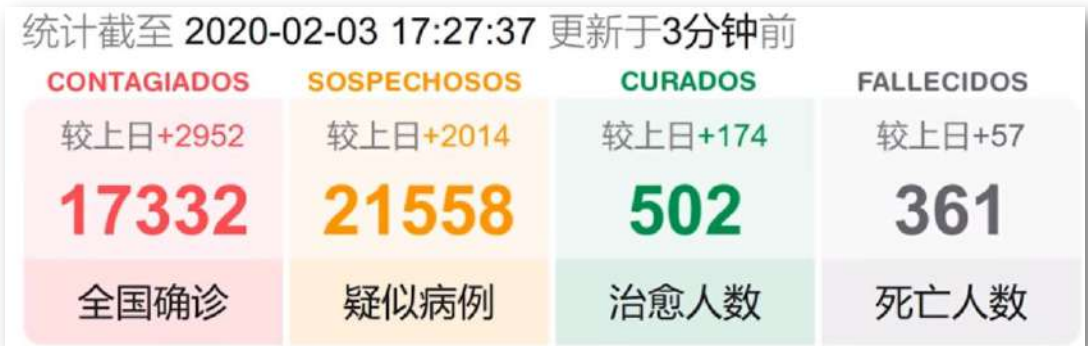 统计截至 2020-02-03 17:27:37 更新于3分钟前
CONTAGIADOS SOSPECHOSOS CURADOS FALLECIDOS
较上日+2952 较上日+2014 较上日+174 较上日+57
17332 21558 502 361
全国确诊 疑似病例 治愈人数 死亡人数